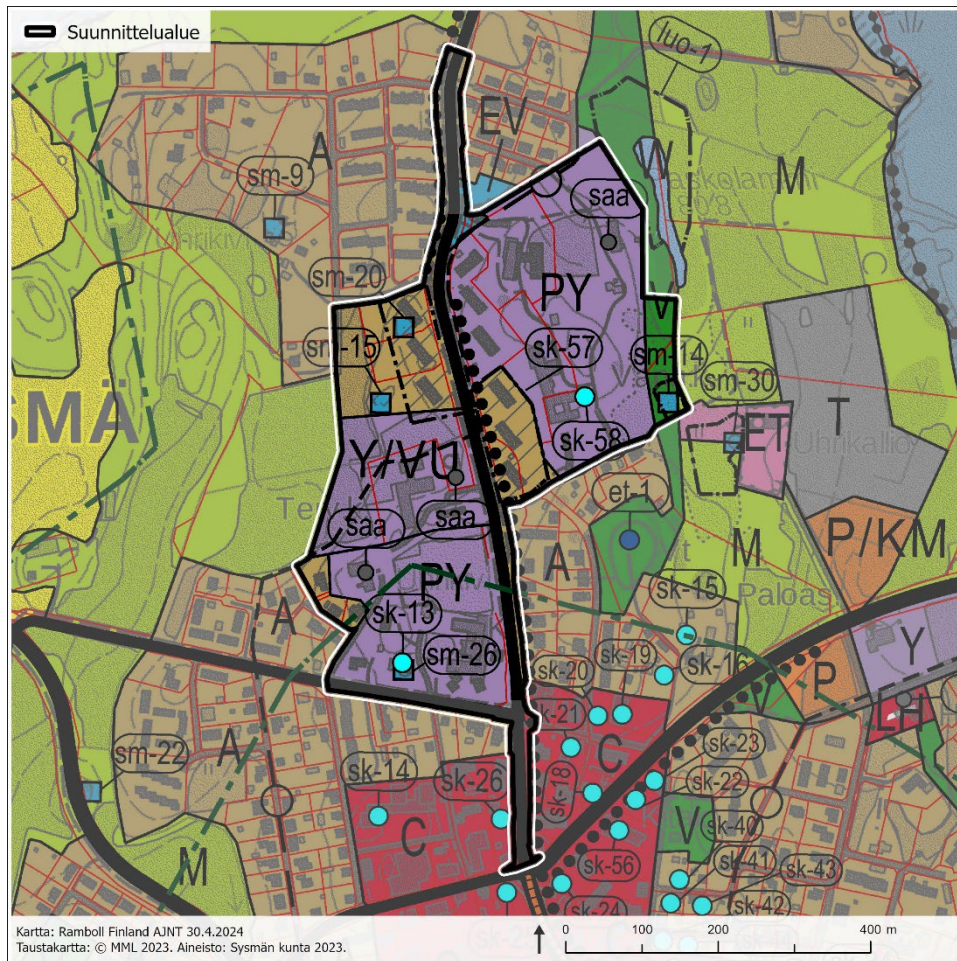 Suunnittelualue
luo-1
EV
A
W
M
sm-9
saa
sm-20
PY
V
sk-57
sm-14
sm-15
sm-30
SMÄ
T
ET
Uhrikallio
sk-58
Y/VU
et-1
saa
saa
M
P/KM
A
PY
sk-15
Paloas.
A
sk-13
sk-19
sm-26
sk-20
sk-16
Y
P
V
sk-21
LH
A
sk-23
C
sm-22
sk-14
sk-26
sk-18
sk-22
V
sk-40
C
sk-41
sk-43
M
sk-56
sk-42
sk-24
Kartta: Ramboll Finland AJNT 30.4.2024
Taustakartta: © MML 2023. Aineisto: Sysmän kunta 2023.
0 100 200 400 m